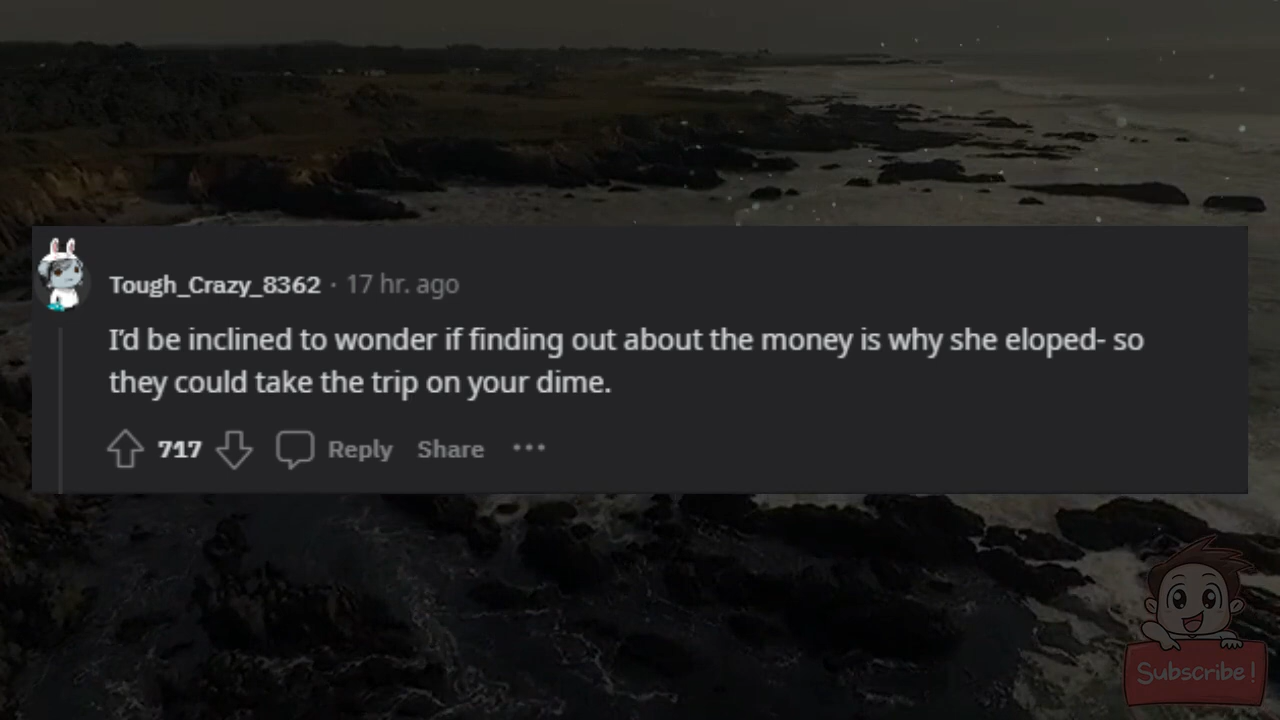 Tough_Crazy_8362 · 17 hr. ago
I'd be inclined to wonder if finding out about the money is why she eloped- so
they could take the trip on your dime.
717 Reply Share ···
Subscribe!